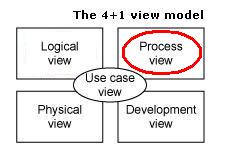 The 4+1 view model
Logical
view
Process
view
Use case
view
Physical
view
Development
view